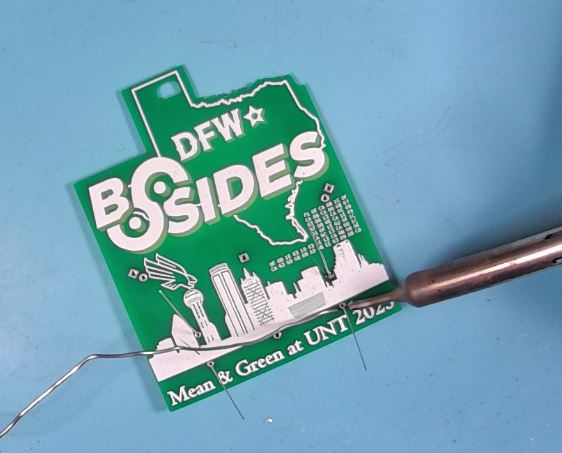 DFW
BSIDES
Mean & Green at UNT 2023